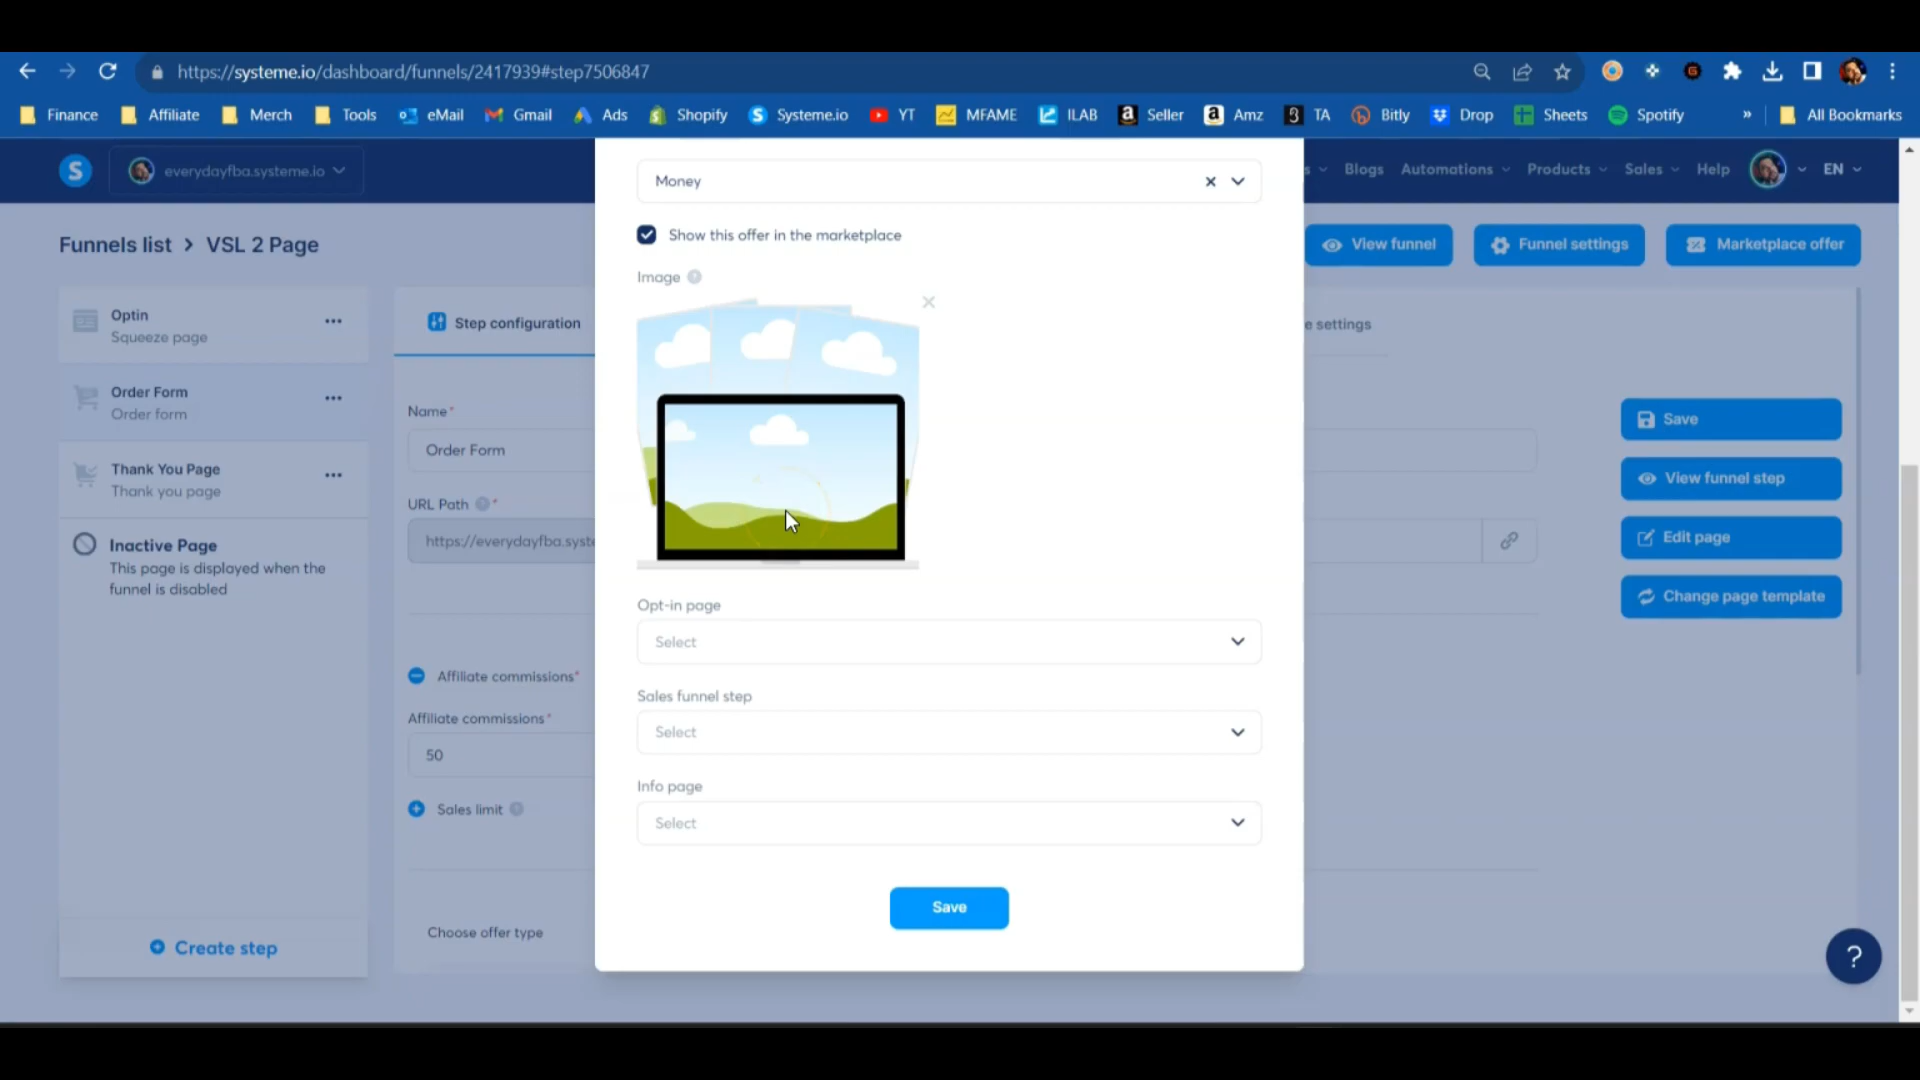 https://systeme.io/dashboard/funnels/2417939#step7506847
Finance Affiliate Merch Tools eMail Gmail Ads Shopify Systeme.io YT MFAME ILAB Seller Amz TA Bitly Drop Sheets Spotify » All Bookmarks
S everydayfba.systeme.io s Blogs Automations Products Sales Help EN
Money
Show this offer in the marketplace
Funnels list > VSL 2 Page
View funnel Funnel settings Marketplace offer
Image ?
Optin
Squeeze page
Step configuration
e settings
Order Form
Order form
Name*
Order Form
Save
Thank You Page
Thank you page
View funnel step
URL Path ?*
https://everydayfba.syste
Edit page
Inactive Page
This page is displayed when the
funnel is disabled
Change page template
Opt-in page
Select
Affiliate commissions*
Sales funnel step
Affiliate commissions*
Select
50
Info page
Sales limit ?
Select
Save
Choose offer type
Create step
?